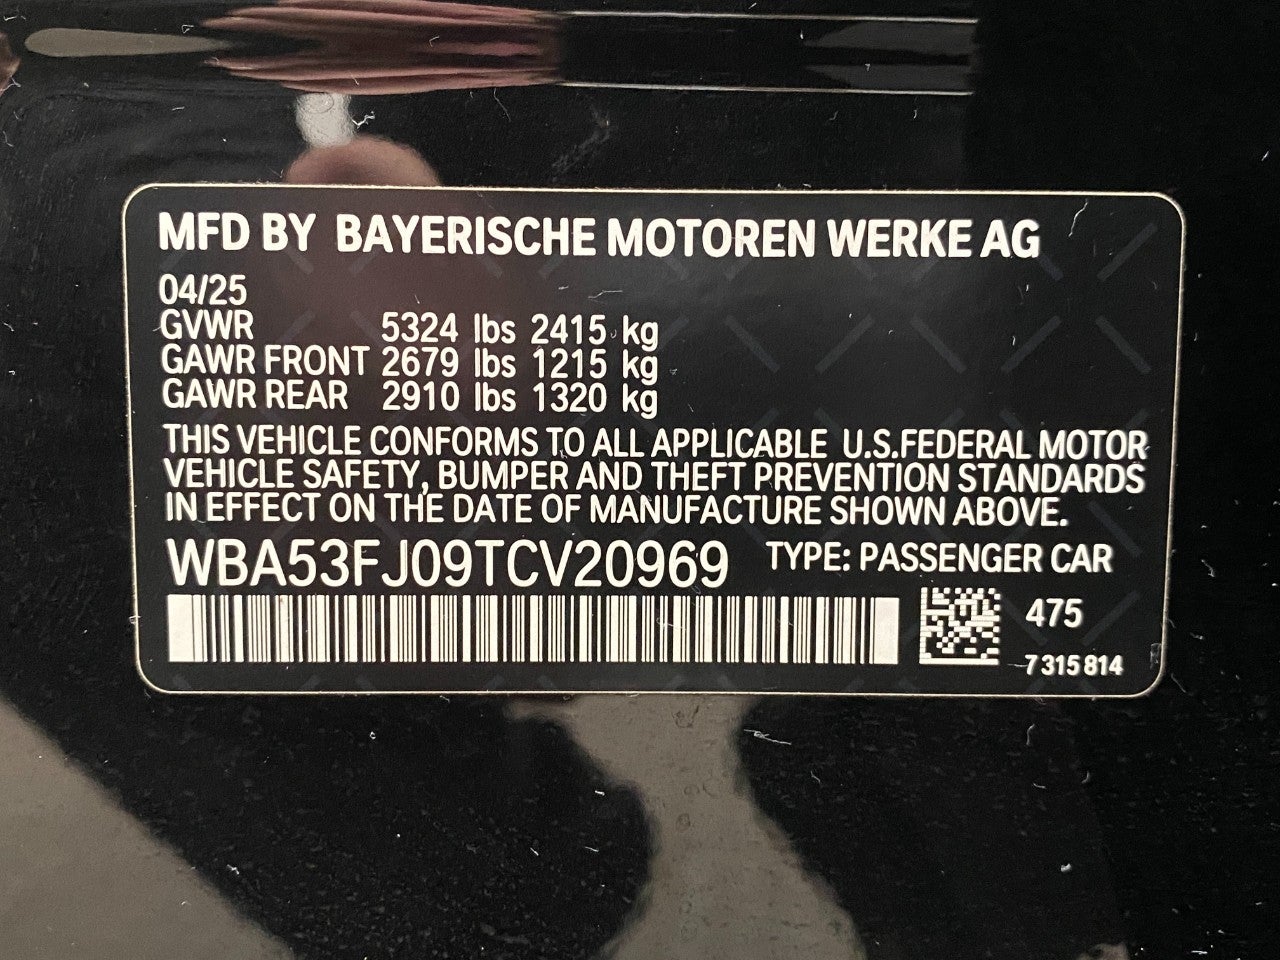 MFD BY BAYERISCHE MOTOREN WERKE AG
04/25
GVWR 5324 lbs 2415 kg
GAWR FRONT 2679 lbs 1215 kg
GAWR REAR 2910 lbs 1320 kg
THIS VEHICLE CONFORMS TO ALL APPLICABLE U.S.FEDERAL MOTOR
VEHICLE SAFETY, BUMPER AND THEFT PREVENTION STANDARDS
IN EFFECT ON THE DATE OF MANUFACTURE SHOWN ABOVE.
WBA53FJ09TCV20969 TYPE: PASSENGER CAR
475
7 315 814